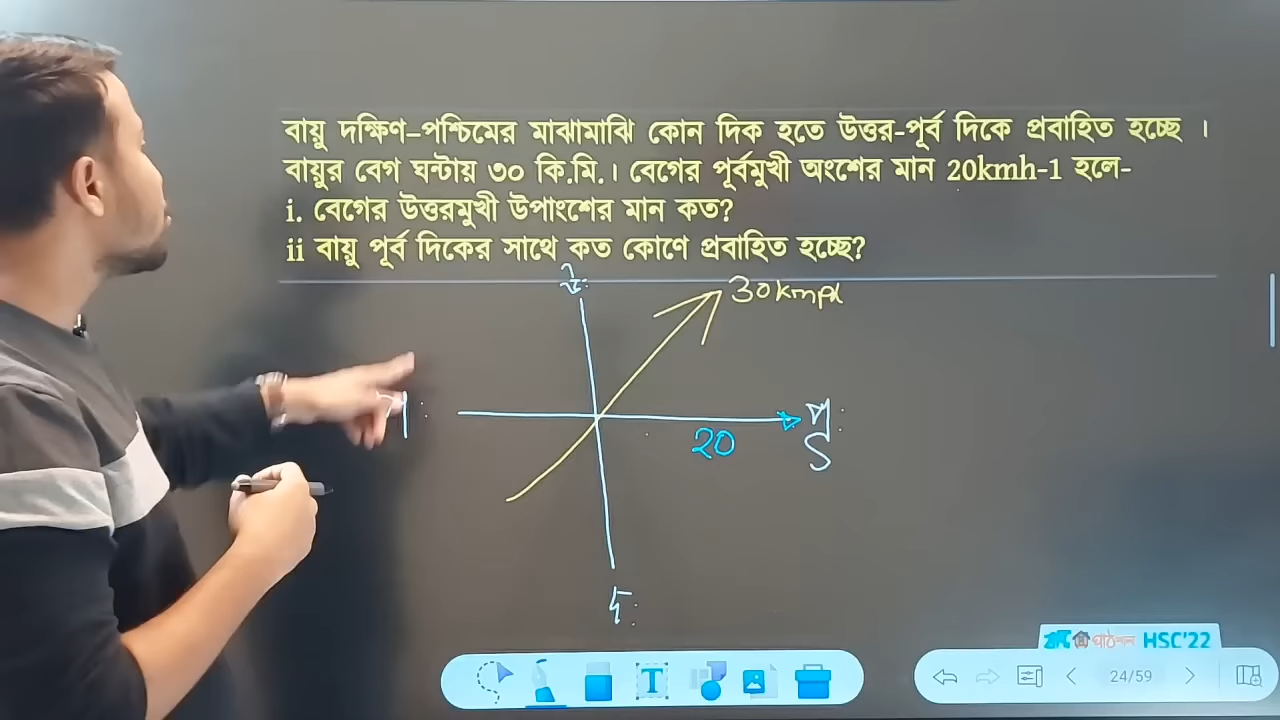 বায়ু দক্ষিণ-পশ্চিমের মাঝামাঝি কোন দিক হতে উত্তর-পূর্ব দিকে প্রবাহিত হচ্ছে ।
বায়ুর বেগ ঘন্টায় ৩০ কি.মি.। বেগের পূর্বমুখী অংশের মান 20kmh-1 হলে-
i. বেগের উত্তরমুখী উপাংশের মান কত?
ii বায়ু পূর্ব দিকের সাথে কত কোণে প্রবাহিত হচ্ছে?
উ:
30kmph
পূ:
20
দ:
HSC'22
T
24/59